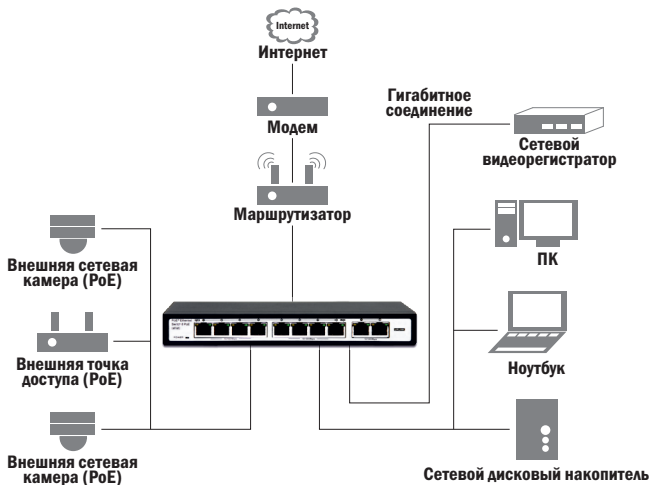 Internet
Интернет
Модем
Маршрутизатор
Гигабитное
соединение
Сетевой
видеорегистратор
ПК
Ноутбук
Сетевой дисковый накопитель
Внешняя сетевая
камера (PoE)
Внешняя точка
доступа (PoE)
Внешняя сетевая
камера (PoE)